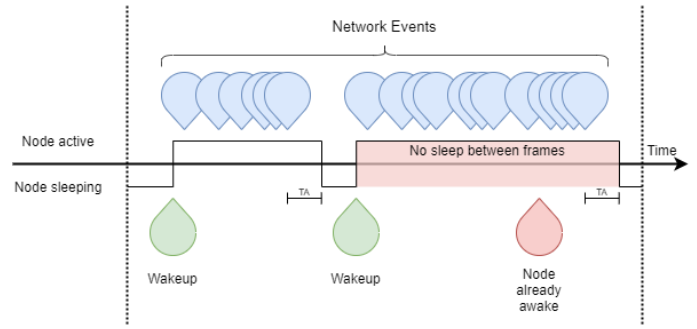 Network Events
Node active
No sleep between frames
Time
Node sleeping
TA
TA
Wakeup
Wakeup
Node
already
awake